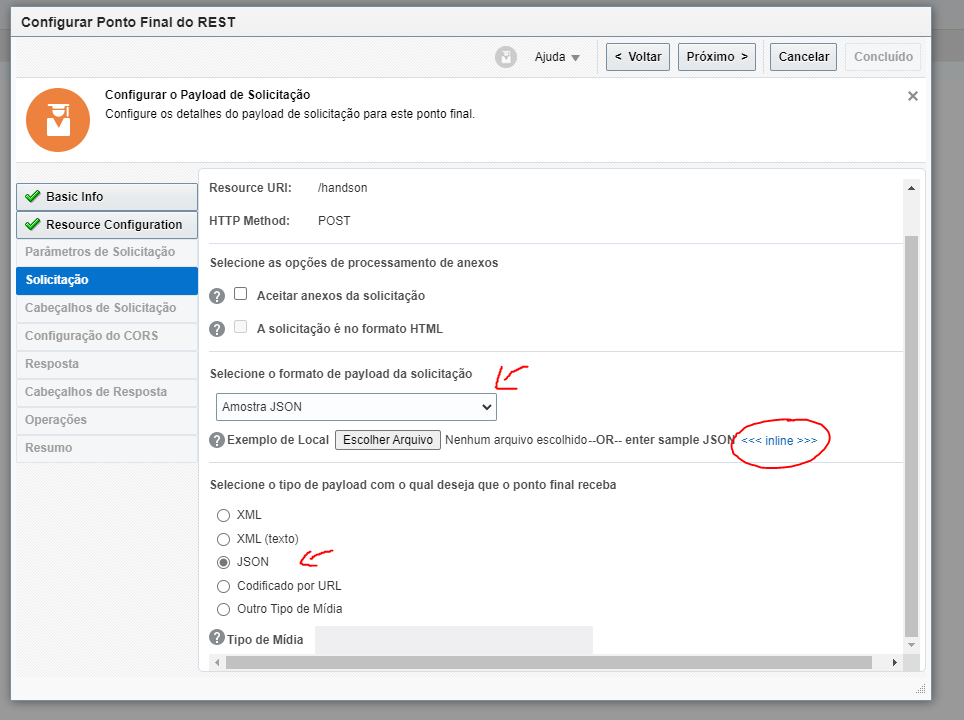 Configurar Ponto Final do REST
Ajuda
< Voltar
Próximo >
Cancelar
Concluído
Configurar o Payload de Solicitação
Configure os detalhes do payload de solicitação para este ponto final.
Basic Info
Resource Configuration
Parâmetros de Solicitação
Solicitação
Cabeçalhos de Solicitação
Configuração do CORS
Resposta
Cabeçalhos de Resposta
Operações
Resumo
Resource URI: /handson
HTTP Method: POST
Selecione as opções de processamento de anexos
Aceitar anexos da solicitação
A solicitação é no formato HTML
Selecione o formato de payload da solicitação
Amostra JSON
Exemplo de Local Escolher Arquivo Nenhum arquivo escolhido--OR-- enter sample JSON <<< inline >>>
Selecione o tipo de payload com o qual deseja que o ponto final receba
XML
XML (texto)
JSON
Codificado por URL
Outro Tipo de Mídia
Tipo de Mídia